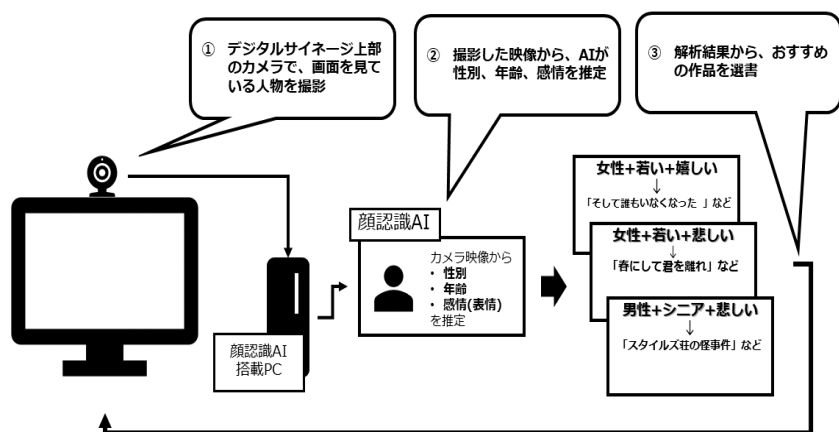 ① デジタルサイネージ上部
のカメラで、画面を見て
いる人物を撮影
② 撮影した映像から、AIが
性別、年齢、感情を推定
③ 解析結果から、おすすめ
の作品を選書
顔認識AI
搭載PC
顔認識AI
カメラ映像から
・ 性別
・ 年齢
・ 感情(表情)
を推定
女性+若い+嬉しい
↓
「そして誰もいなくなった 」など
女性+若い+悲しい
↓
「春にして君を離れ」など
男性+シニア+悲しい
↓
「スタイルズ荘の怪事件」など